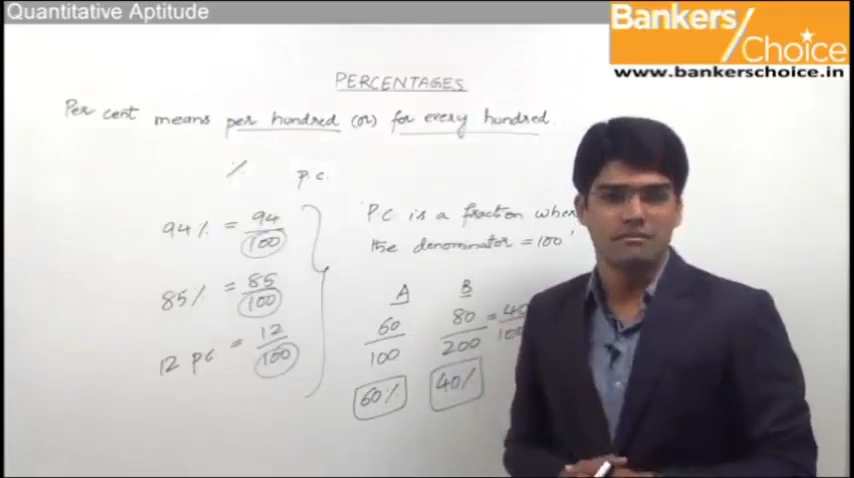 Quantitative Aptitude
Bankers
Choice
www.bankerschoice.in
PERCENTAGES
Per cent means per hundred (or) for every hundred.
% p.c.
94% = 94/100
85% = 85/100
12 pc = 12/100
P.C is a fraction when
the denominator = 100'
A B
60/100 80/200 = 40
60% 40%